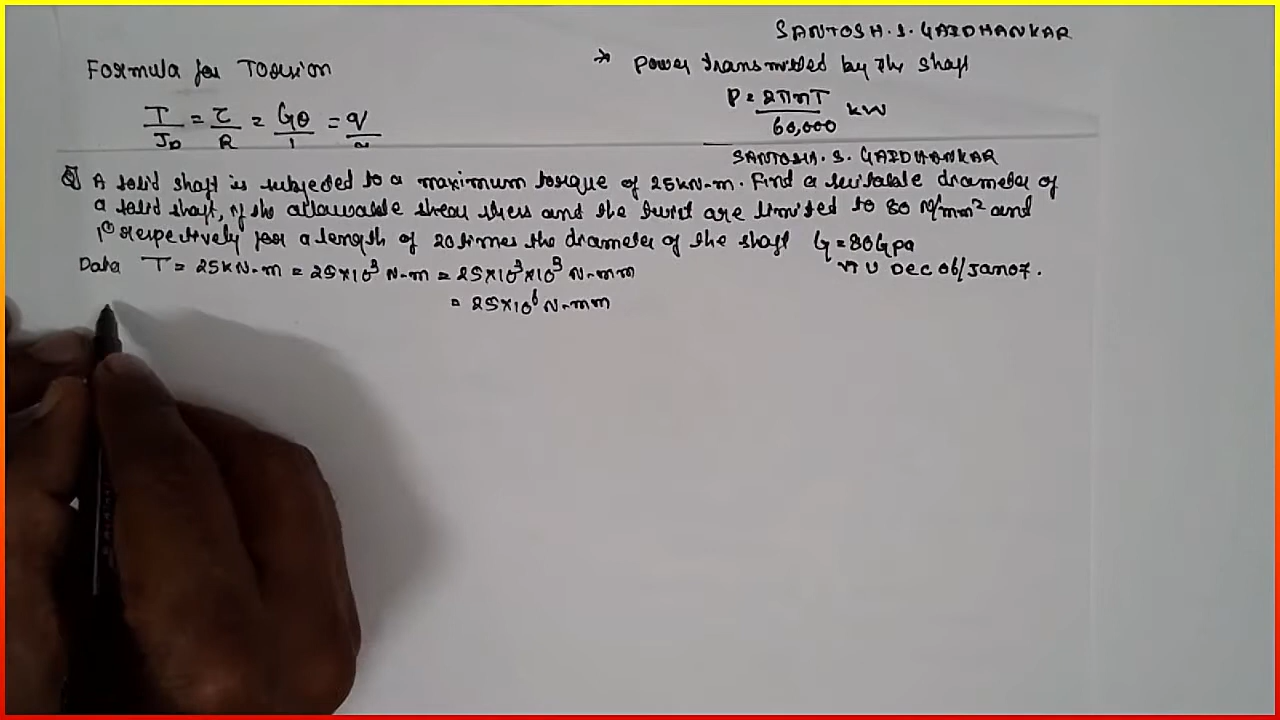 SANTOSH.S.GAIDHANKAR
Formula for Torsion
→ power transmitted by the shaft
T/JP = τ/R = Gθ/l = q/r
P = 2πnT/60,000 kW
SANTOSH.S.GAIDHANKAR
Q A solid shaft is subjected to a maximum torque of 25kN-m. Find a suitable diameter of
a solid shaft, if the allowable shear stress and the twist are limited to 80 N/mm² and
1° respectively for a length of 20 times the diameter of the shaft G = 80Gpa
VTU Dec 06/Jan 07.
Data T = 25kN-m = 25×10³ N-m = 25×10³×10³ N-mm
= 25×10⁶ N-mm